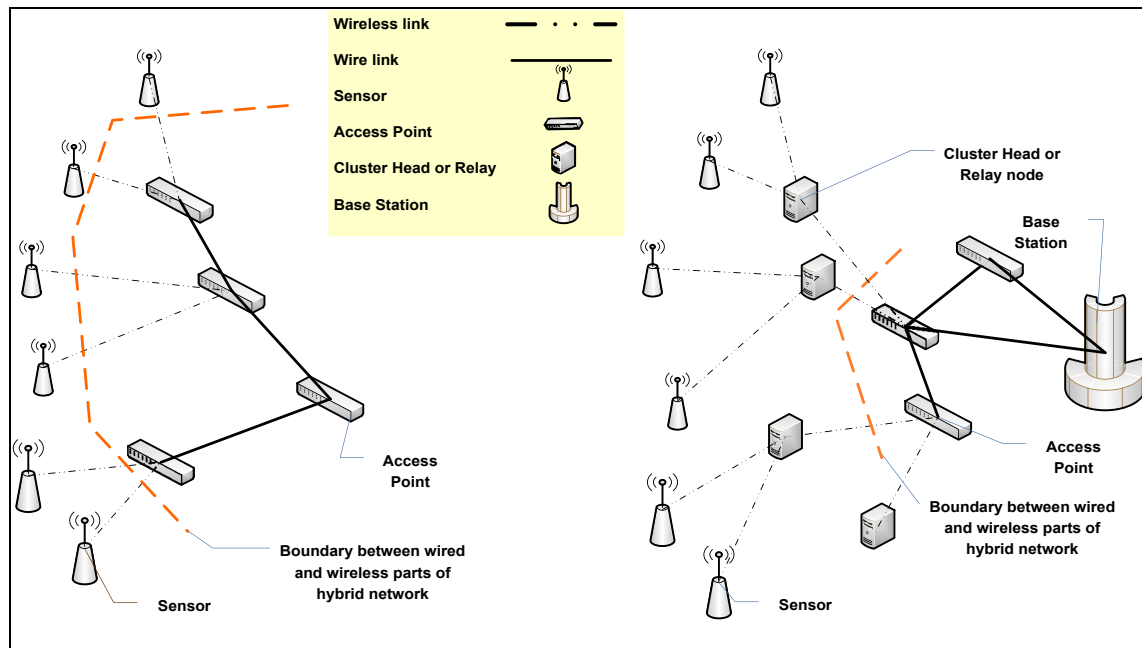 Wireless link
Wire link
Sensor
Access Point
Cluster Head or Relay
Base Station
Access
Point
Boundary between wired
and wireless parts of
hybrid network
Sensor
Cluster Head or
Relay node
Base
Station
Access
Point
Boundary between wired
and wireless parts of
hybrid network
Sensor